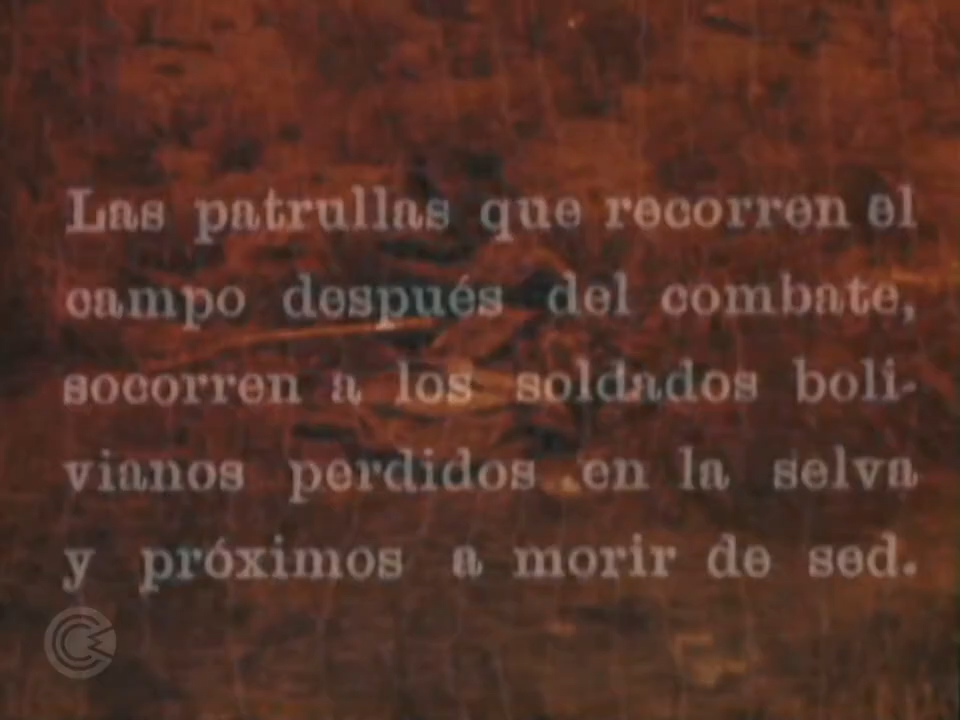 Las patrullas que recorren el
campo después del combate,
socorren a los soldados boli-
vianos perdidos en la selva
y próximos a morir de sed.